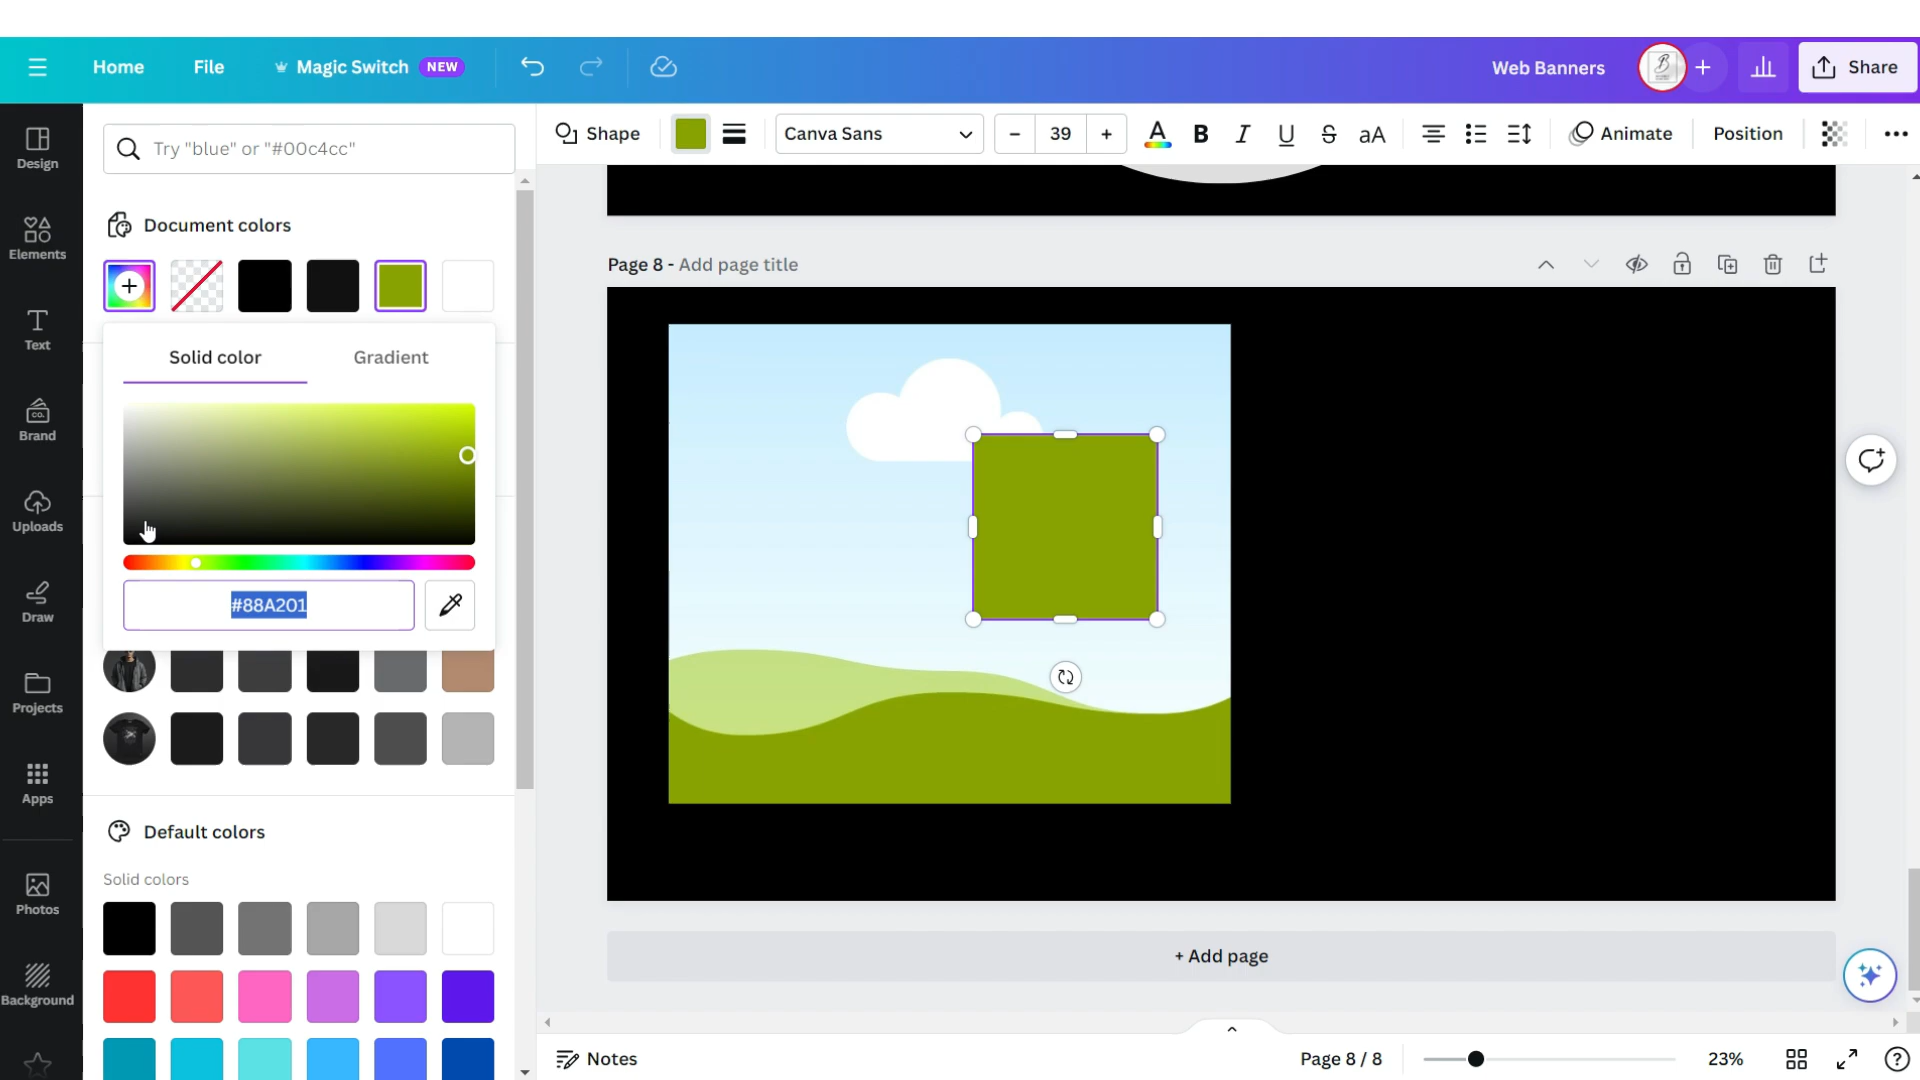 Home
File
Magic Switch NEW
Web Banners
Share
Design
Elements
Text
Brand
CO.
Uploads
Draw
Projects
Apps
Photos
Background
Try "blue" or "#00c4cc"
Document colors
Solid color
Gradient
#88A201
Default colors
Solid colors
Shape
Canva Sans
39
A
B
I
U
S
aA
Animate
Position
Page 8 - Add page title
+ Add page
Notes
Page 8 / 8
23%